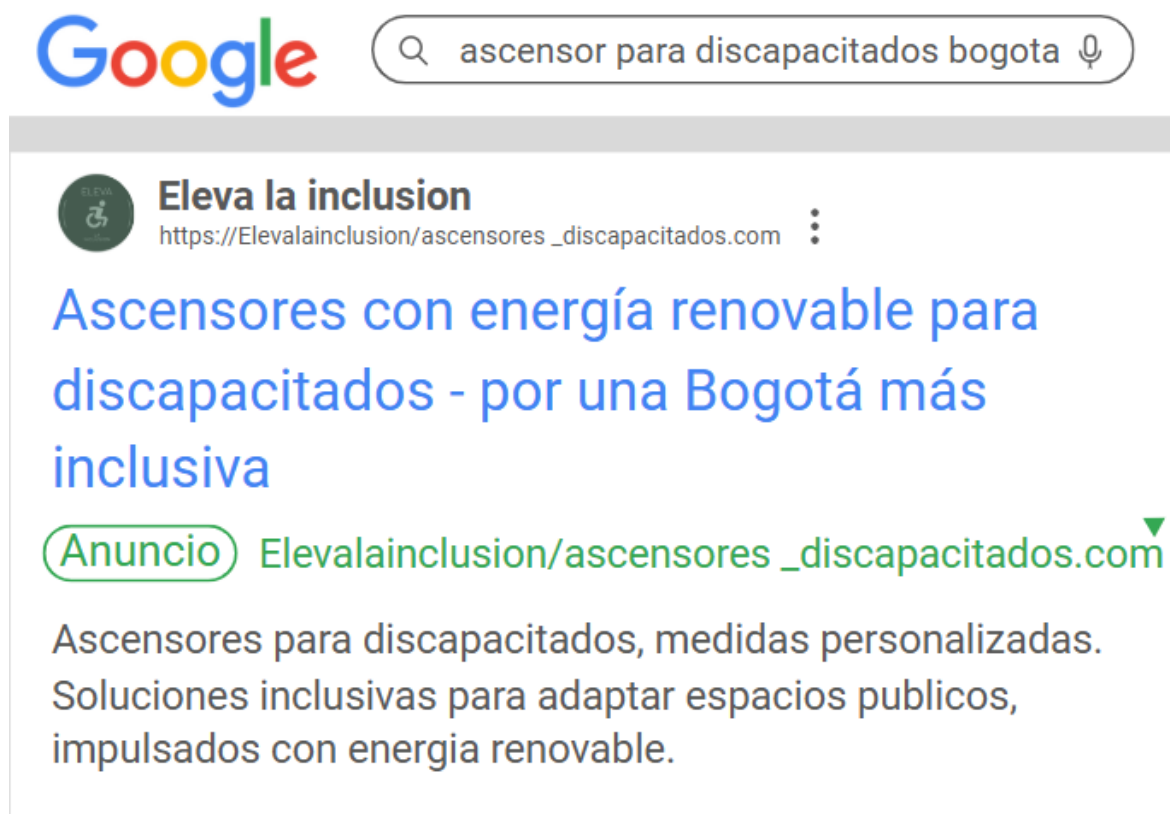 Google
ascensor para discapacitados bogota
ELEVA
Eleva la inclusion
https://Elevalainclusion/ascensores _discapacitados.com
Ascensores con energía renovable para
discapacitados - por una Bogotá más
inclusiva
Anuncio Elevalainclusion/ascensores _discapacitados.com
Ascensores para discapacitados, medidas personalizadas.
Soluciones inclusivas para adaptar espacios publicos,
impulsados con energia renovable.